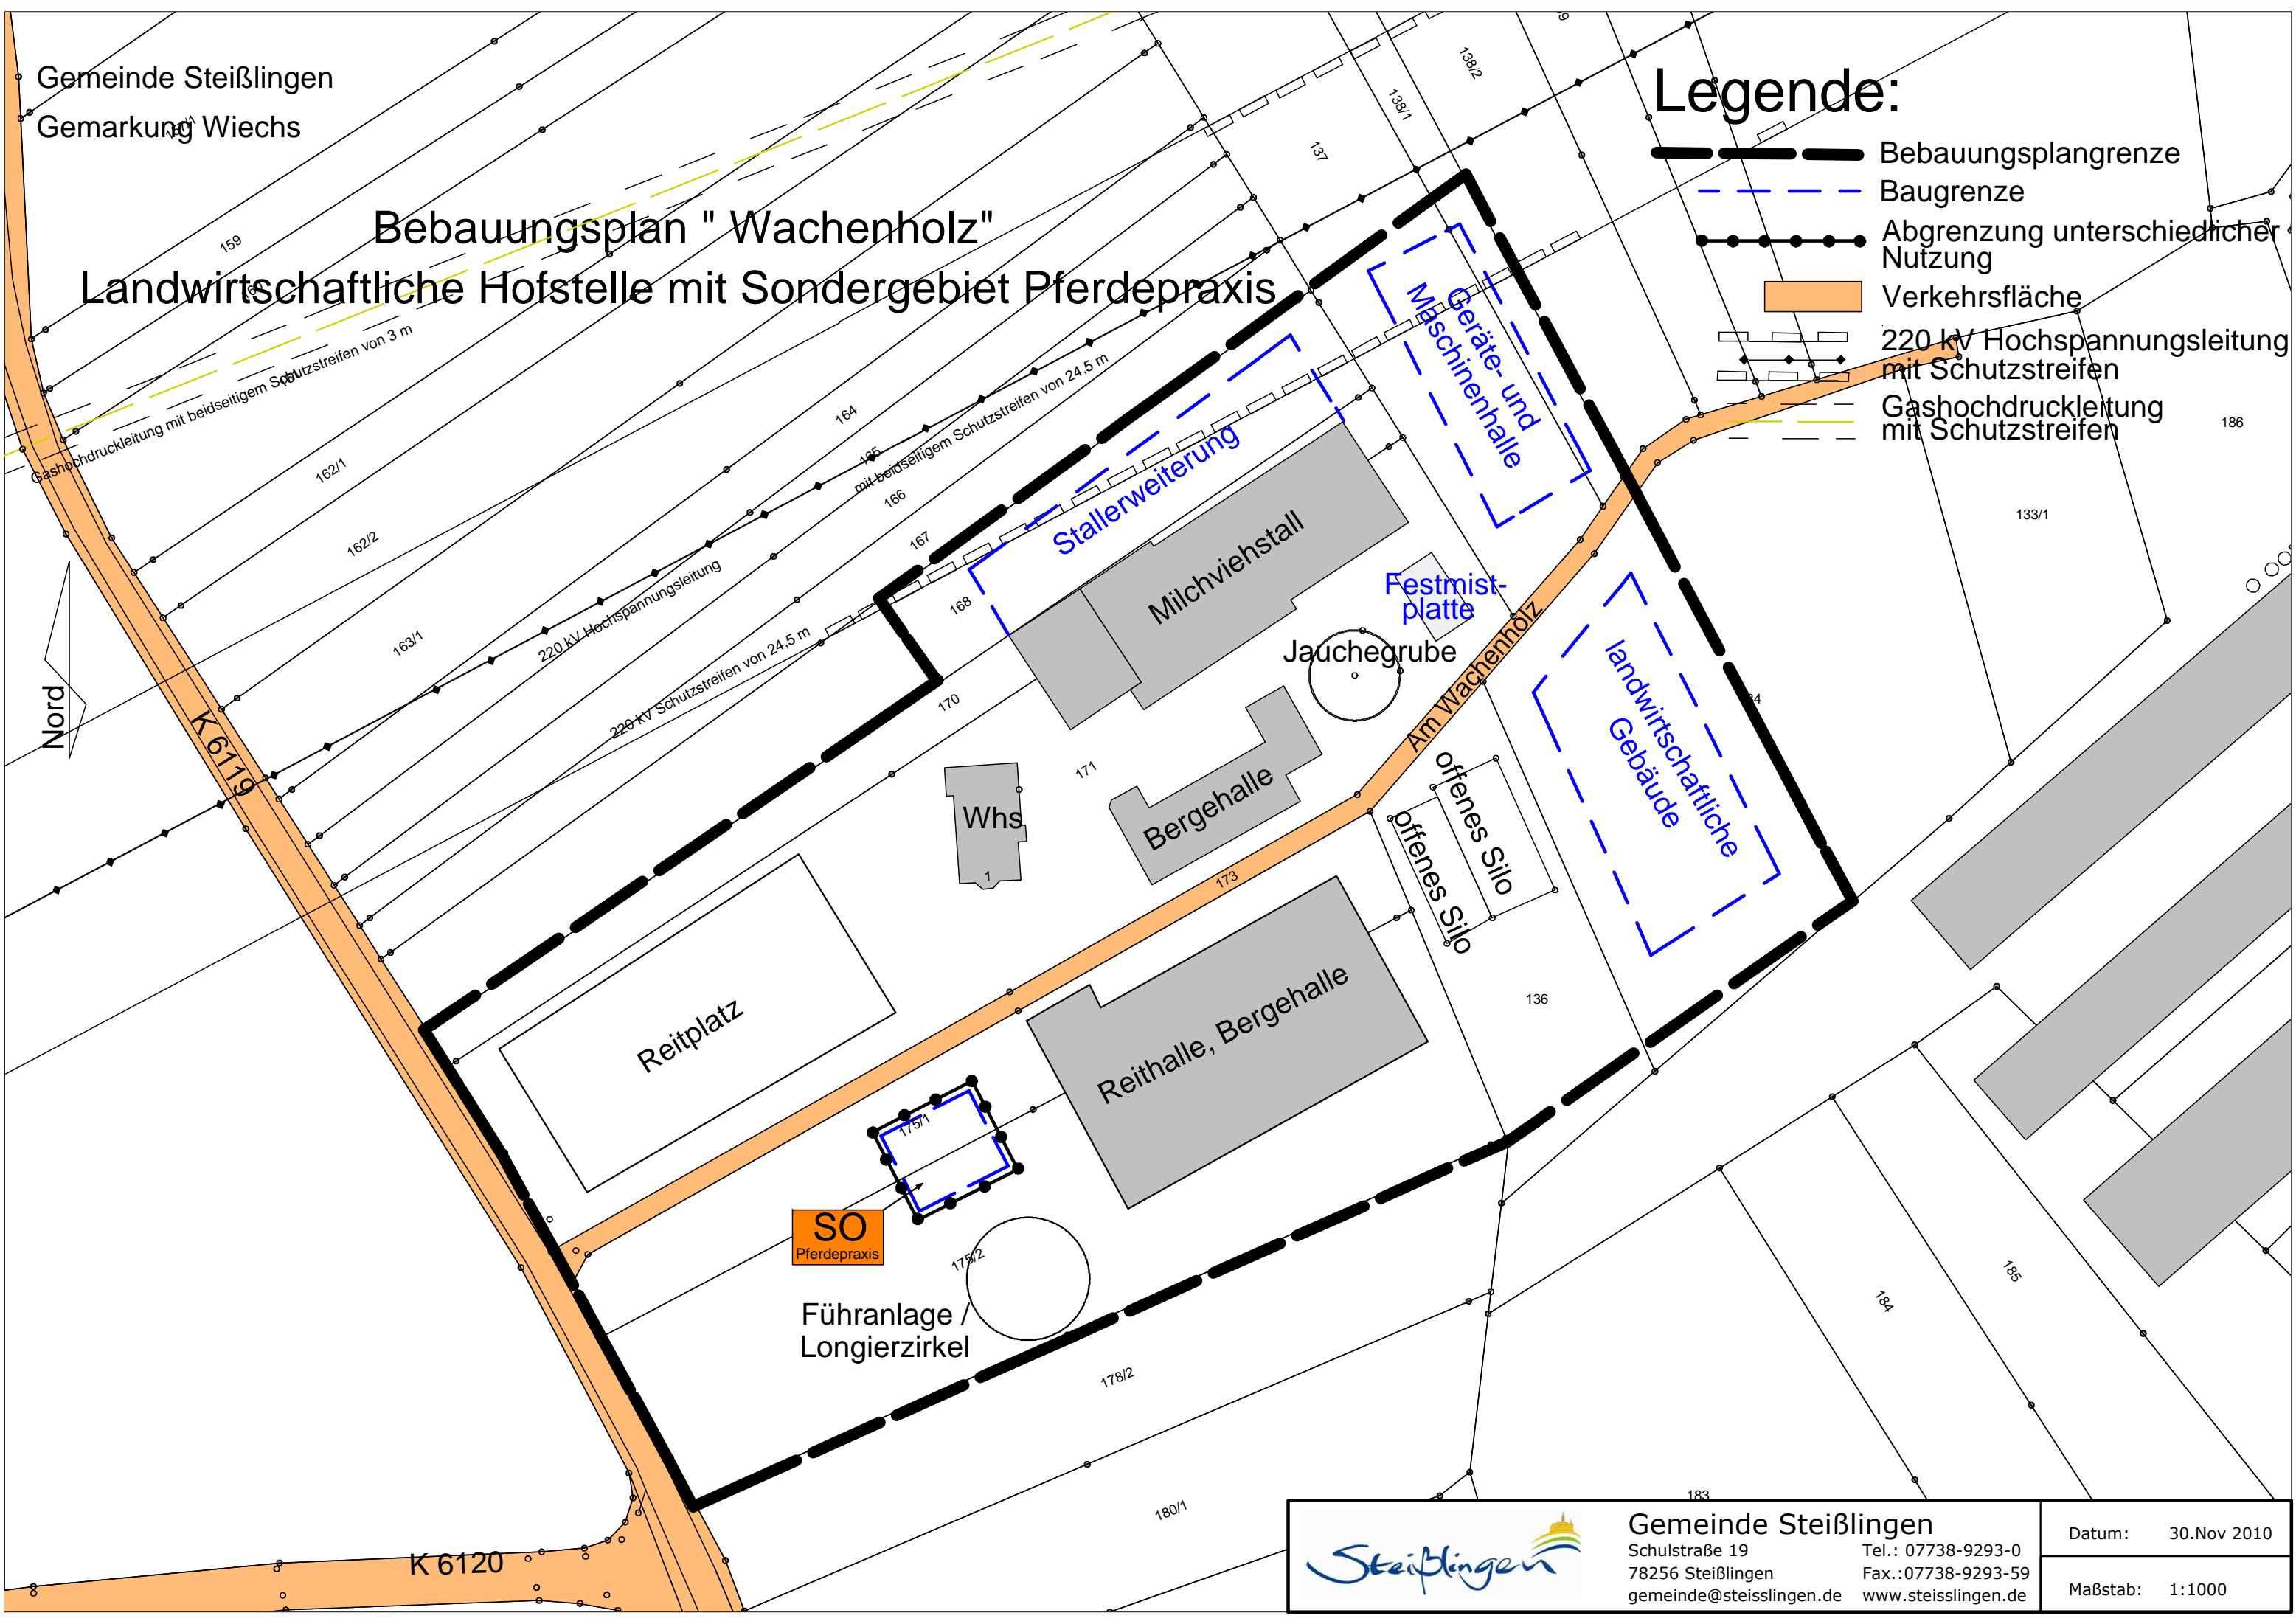 Gemeinde Steißlingen
Gemarkung Wiechs
Bebauungsplan " Wachenholz"
Landwirtschaftliche Hofstelle mit Sondergebiet Pferdepraxis
Legende:
Bebauungsplangrenze
Baugrenze
Abgrenzung unterschiedlicher
Nutzung
Verkehrsfläche
220 kV Hochspannungsleitung
mit Schutzstreifen
Gashochdruckleitung
mit Schutzstreifen
138/2
138/1
137
159
Gashochdruckleitung mit beidseitigem Schutzstreifen von 3 m
162/1
162/2
163/1
164
165
166
167
168
170
171
mit beidseitigem Schutzstreifen von 24,5 m
220 kV Hochspannungsleitung
220 kV Schutzstreifen von 24,5 m
Geräte- und
Maschinenhalle
Stallerweiterung
Milchviehstall
Festmist-
platte
Jauchegrube
Am Wachenholz
landwirtschaftliche
Gebäude
186
133/1
Nord
K 6119
Whs
1
Bergehalle
offenes Silo
offenes Silo
173
136
Reitplatz
Reithalle, Bergehalle
175/1
SO
Pferdepraxis
175/2
Führanlage /
Longierzirkel
178/2
180/1
183
184
185
K 6120
Steißlingen
Gemeinde Steißlingen
Schulstraße 19
78256 Steißlingen
gemeinde@steisslingen.de
Tel.: 07738-9293-0
Fax.:07738-9293-59
www.steisslingen.de
Datum: 30.Nov 2010
Maßstab: 1:1000